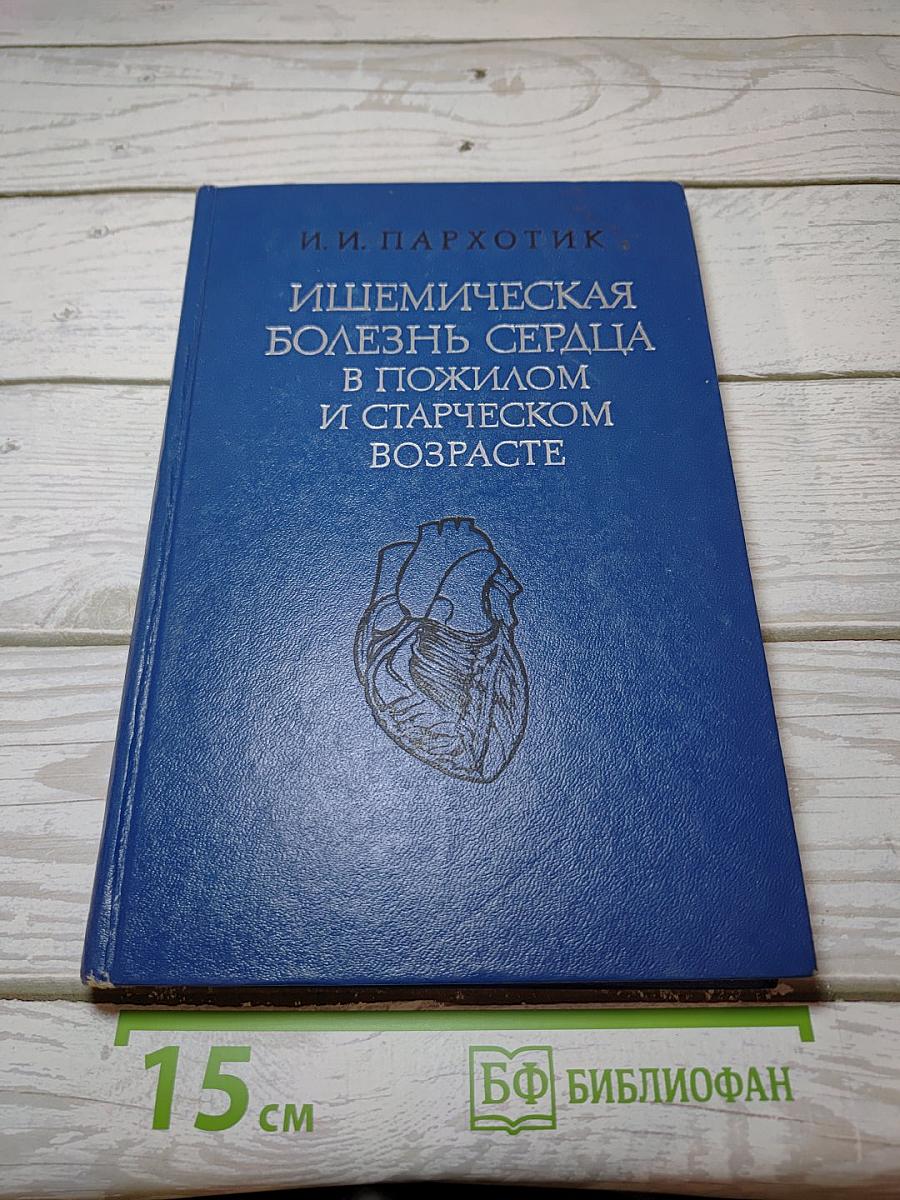 И. И. ПАРХОТИК
ИШЕМИЧЕСКАЯ
БОЛЕЗНЬ СЕРДЦА
В ПОЖИЛОМ
И СТАРЧЕСКОМ
ВОЗРАСТЕ
15 см
БФ БИБЛИОФАН